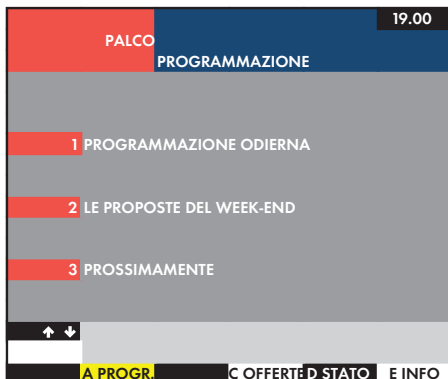 19.00
PALCO
PROGRAMMAZIONE
1 PROGRAMMAZIONE ODIERNA
2 LE PROPOSTE DEL WEEK-END
3 PROSSIMAMENTE
A PROGR. C OFFERTE D STATO E INFO